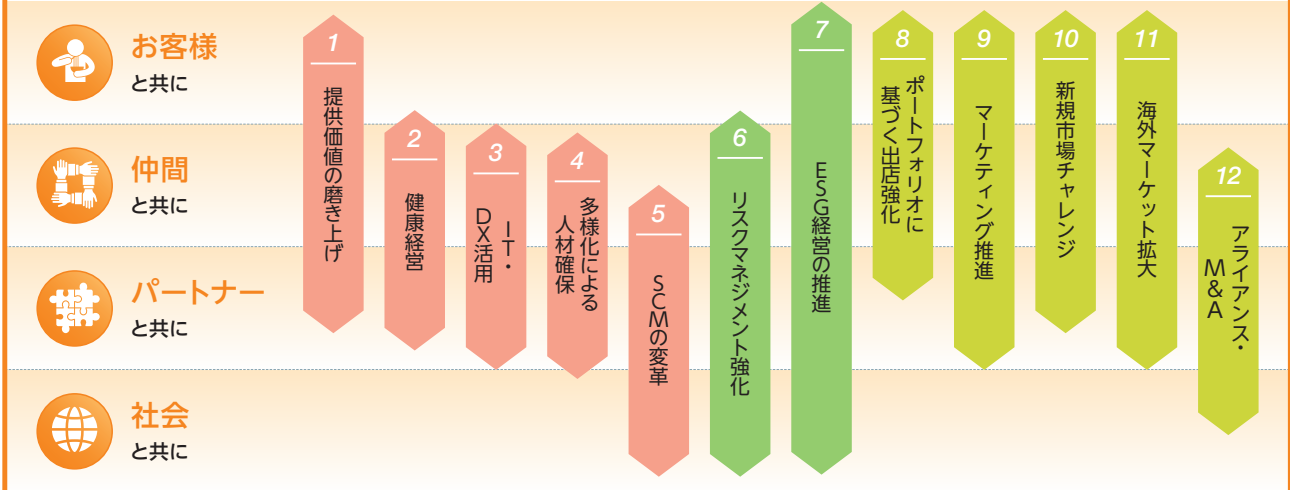 お客様
と共に
仲間
と共に
パートナー
と共に
社会
と共に
1
提供価値の磨き上げ
2
健康経営
3
IT・
DX活用
4
多様化による
人材確保
5
SCMの変革
6
リスクマネジメント強化
7
ESG経営の推進
8
ポートフォリオに
基づく出店強化
9
マーケティング推進
10
新規市場チャレンジ
11
海外マーケット拡大
12
アライアンス・
M&A